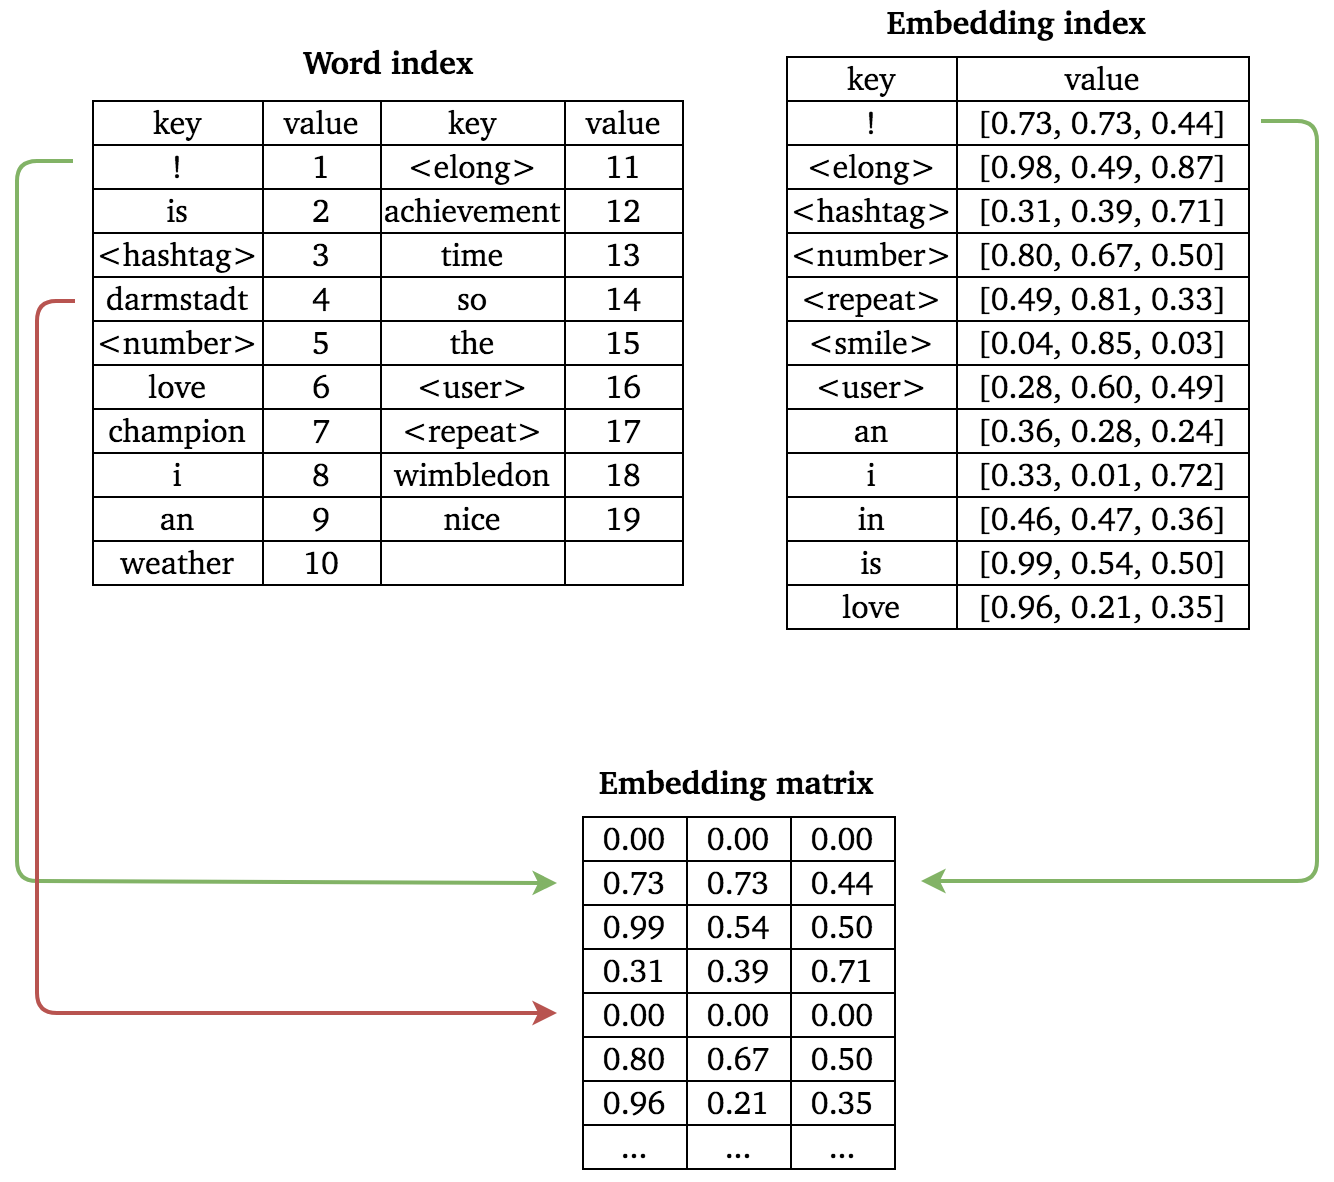 Word index
key value key value
! 1 <elong> 11
is 2 achievement 12
<hashtag> 3 time 13
darmstadt 4 so 14
<number> 5 the 15
love 6 <user> 16
champion 7 <repeat> 17
i 8 wimbledon 18
an 9 nice 19
weather 10
Embedding index
key value
! [0.73, 0.73, 0.44]
<elong> [0.98, 0.49, 0.87]
<hashtag> [0.31, 0.39, 0.71]
<number> [0.80, 0.67, 0.50]
<repeat> [0.49, 0.81, 0.33]
<smile> [0.04, 0.85, 0.03]
<user> [0.28, 0.60, 0.49]
an [0.36, 0.28, 0.24]
i [0.33, 0.01, 0.72]
in [0.46, 0.47, 0.36]
is [0.99, 0.54, 0.50]
love [0.96, 0.21, 0.35]
Embedding matrix
0.00 0.00 0.00
0.73 0.73 0.44
0.99 0.54 0.50
0.31 0.39 0.71
0.00 0.00 0.00
0.80 0.67 0.50
0.96 0.21 0.35
... ... ...